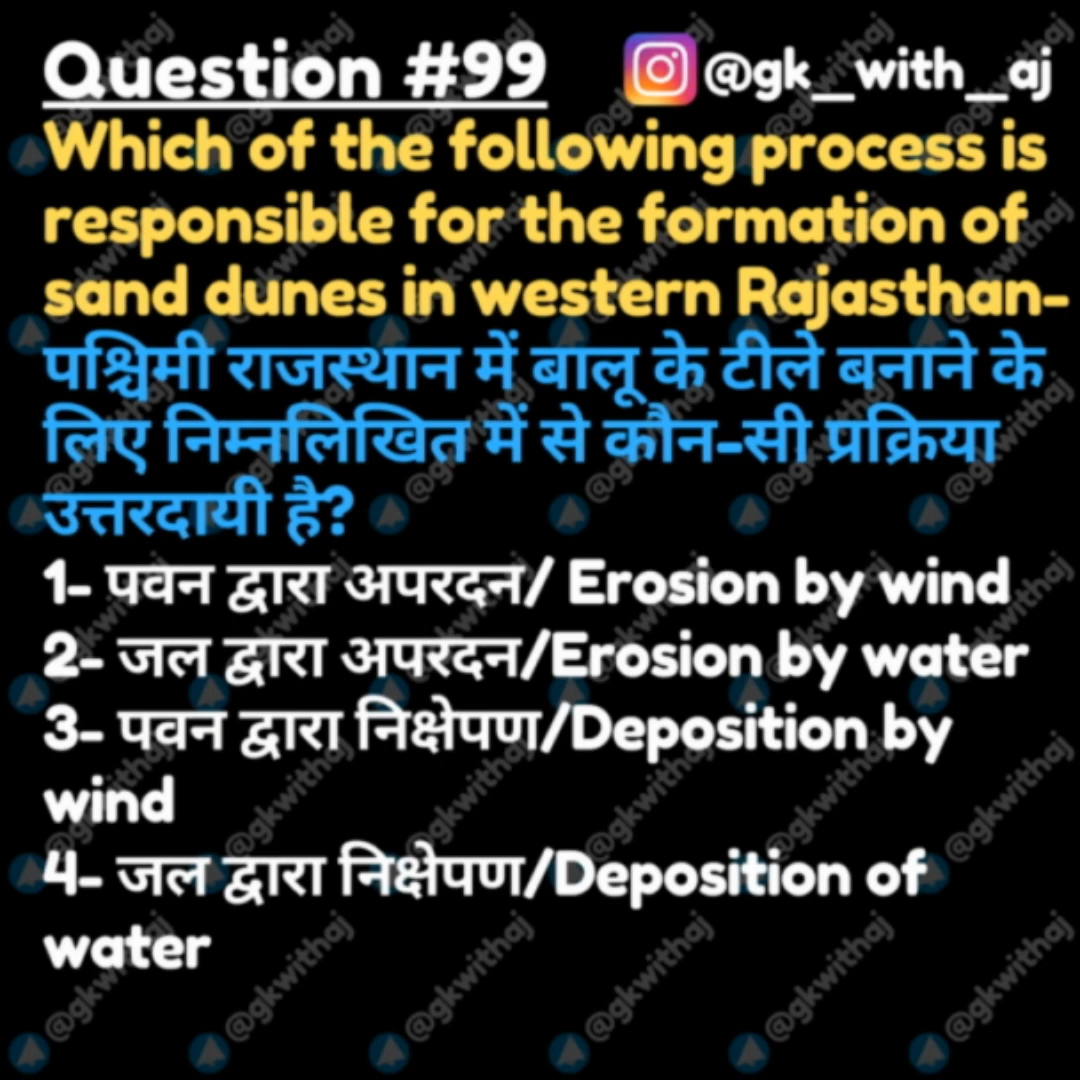 Question #99 @gk_with_aj
Which of the following process is
responsible for the formation of
sand dunes in western Rajasthan-
पश्चिमी राजस्थान में बालू के टीले बनाने के
लिए निम्नलिखित में से कौन-सी प्रक्रिया
उत्तरदायी है?
1- पवन द्वारा अपरदन/ Erosion by wind
2- जल द्वारा अपरदन/Erosion by water
3- पवन द्वारा निक्षेपण/Deposition by
wind
4- जल द्वारा निक्षेपण/Deposition of
water
@gkwithaj